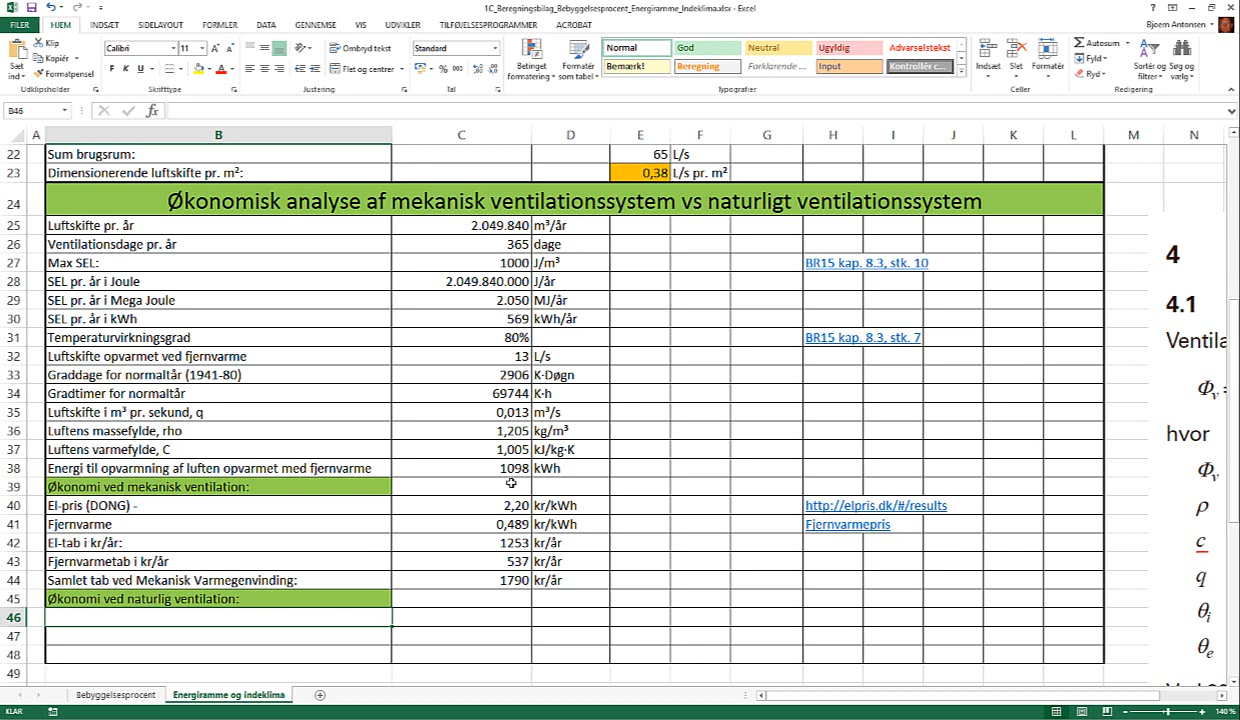 1C_Beregningsbilag_Bebyggelsesprocent_Energiramme_Indeklima.xlsx - Excel
FILER HJEM INDSÆT SIDELAYOUT FORMLER DATA GENNEMSE VIS UDVIKLER TILFØJELSESPROGRAMMER ACROBAT Bjoern Antonsen
Sæt ind
Klip
Kopiér
Formatpensel
Udklipsholder
Calibri 11
F K U
Skrifttype
Ombryd tekst
Flet og centrer
Justering
Standard
% 000
Tal
Betinget formatering
Formatér som tabel
Normal God Neutral Ugyldig Advarselstekst
Bemærk! Beregning Forklarende ... Input Kontrollér c...
Typografier
Indsæt Slet Formatér
Celler
Autosum
Fyld
Ryd
Sortér og filtrer
Søg og vælg
Redigering
B46 fx
A B C D E F G H I J K L M N
22 Sum brugsrum: 65 L/s
23 Dimensionerende luftskifte pr. m²: 0,38 L/s pr. m²
24 Økonomisk analyse af mekanisk ventilationssystem vs naturligt ventilationssystem
25 Luftskifte pr. år 2.049.840 m³/år
26 Ventilationsdage pr. år 365 dage
27 Max SEL: 1000 J/m³ BR15 kap. 8.3, stk. 10
28 SEL pr. år i Joule 2.049.840.000 J/år
29 SEL pr. år i Mega Joule 2.050 MJ/år
30 SEL pr. år i kWh 569 kWh/år
31 Temperaturvirkningsgrad 80% BR15 kap. 8.3, stk. 7
32 Luftskifte opvarmet ved fjernvarme 13 L/s
33 Graddage for normaltår (1941-80) 2906 K·Døgn
34 Gradtimer for normaltår 69744 K·h
35 Luftskifte i m³ pr. sekund, q 0,013 m³/s
36 Luftens massefylde, rho 1,205 kg/m³
37 Luftens varmefylde, C 1,005 kJ/kg·K
38 Energi til opvarmning af luften opvarmet med fjernvarme 1098 kWh
39 Økonomi ved mekanisk ventilation:
40 El-pris (DONG) - 2,20 kr/kWh http://elpris.dk/#/results
41 Fjernvarme 0,489 kr/kWh Fjernvarmepris
42 El-tab i kr/år: 1253 kr/år
43 Fjernvarmetab i kr/år 537 kr/år
44 Samlet tab ved Mekanisk Varmegenvinding: 1790 kr/år
45 Økonomi ved naturlig ventilation:
46
47
48
49
4
4.1
Ventila
Φv =
hvor
Φv
ρ
c
q
θi
θe
Bebyggelsesprocent Energiramme og indeklima
KLAR 140 %